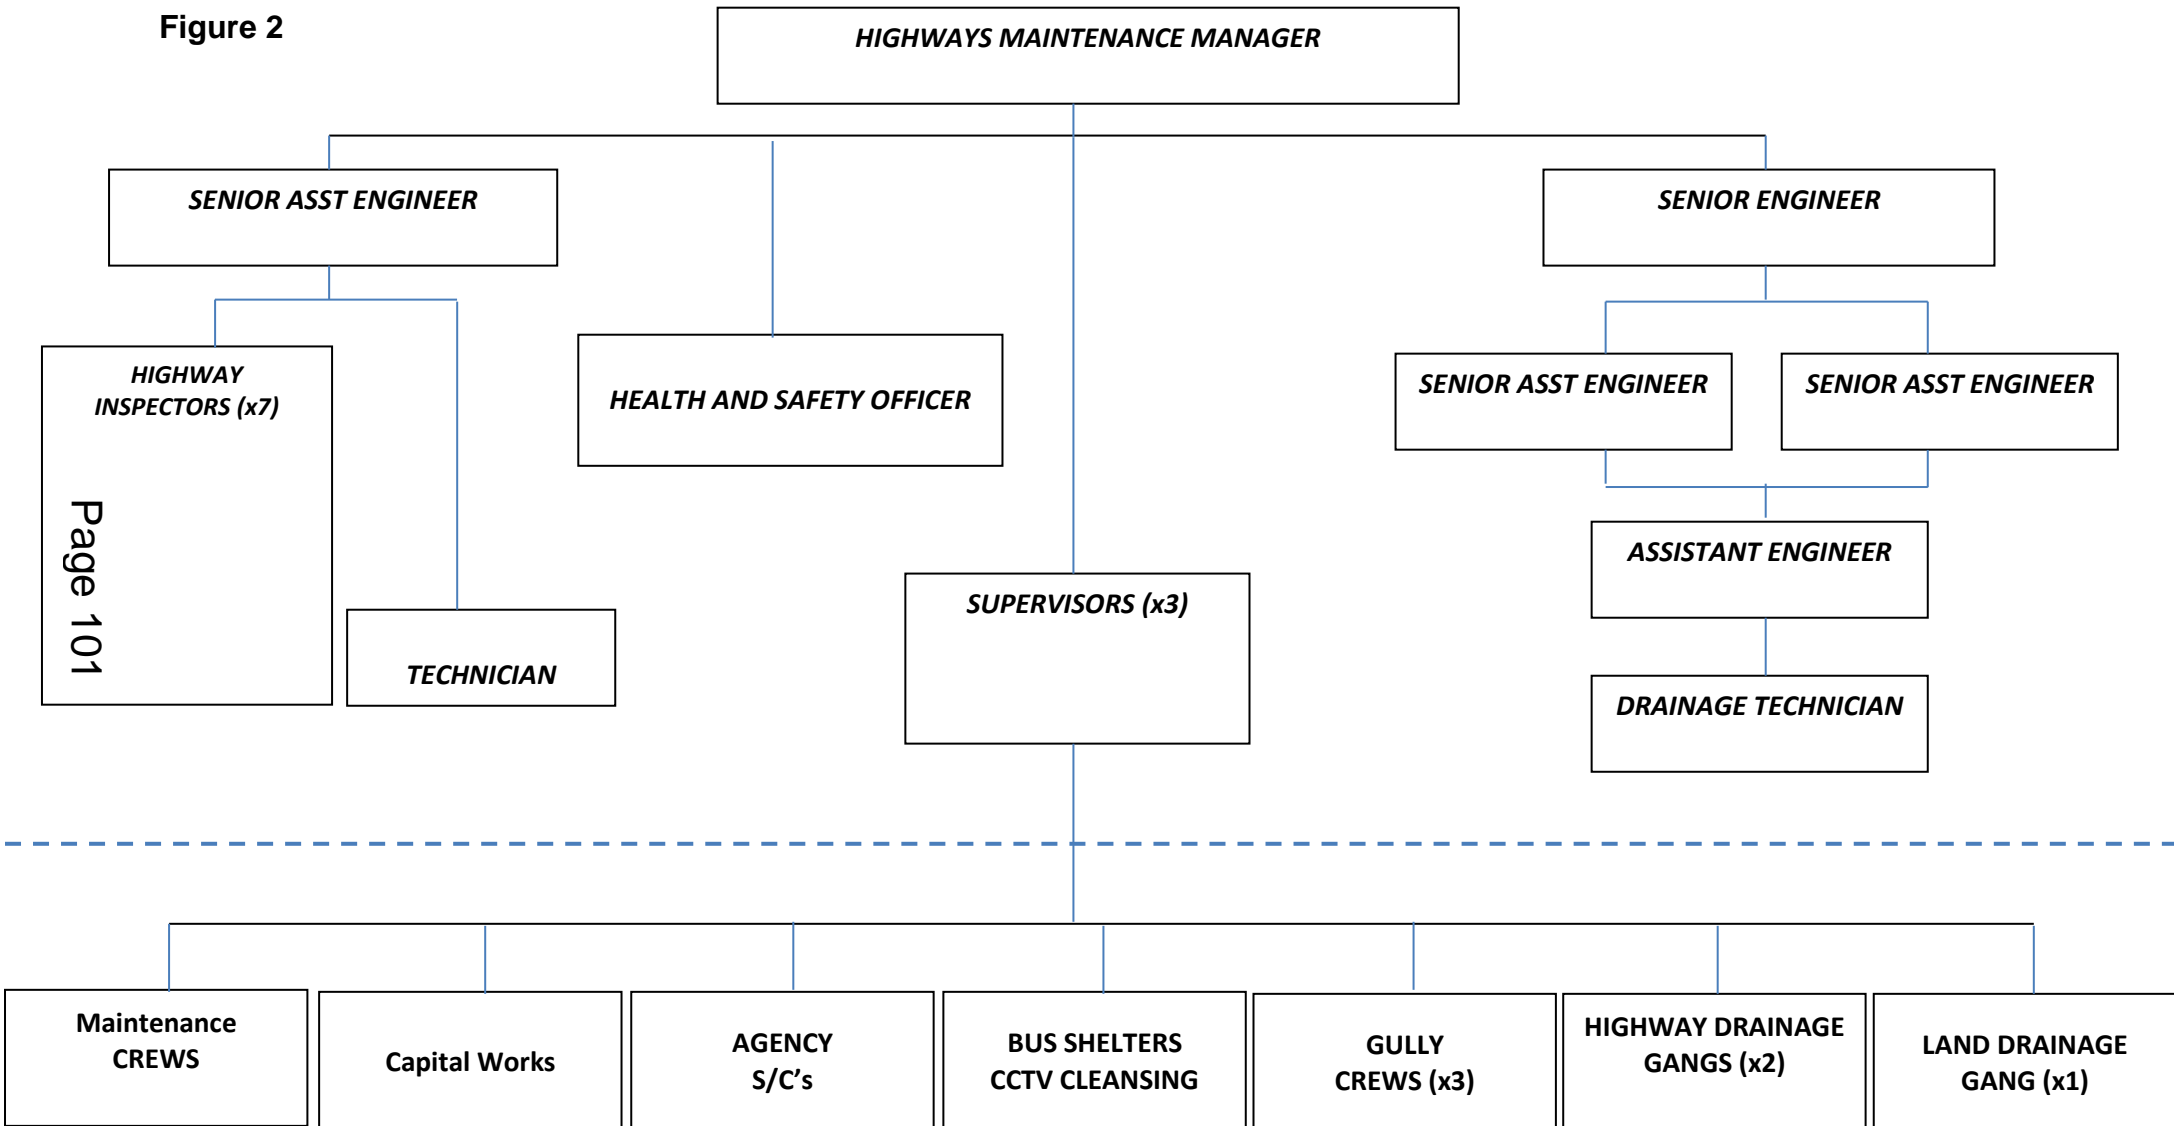 Figure 2
HIGHWAYS MAINTENANCE MANAGER
SENIOR ASST ENGINEER
SENIOR ENGINEER
HIGHWAY
INSPECTORS (x7)
HEALTH AND SAFETY OFFICER
SENIOR ASST ENGINEER
SENIOR ASST ENGINEER
Page 101
TECHNICIAN
SUPERVISORS (x3)
ASSISTANT ENGINEER
DRAINAGE TECHNICIAN
Maintenance
CREWS
Capital Works
AGENCY
S/C’s
BUS SHELTERS
CCTV CLEANSING
GULLY
CREWS (x3)
HIGHWAY DRAINAGE
GANGS (x2)
LAND DRAINAGE
GANG (x1)